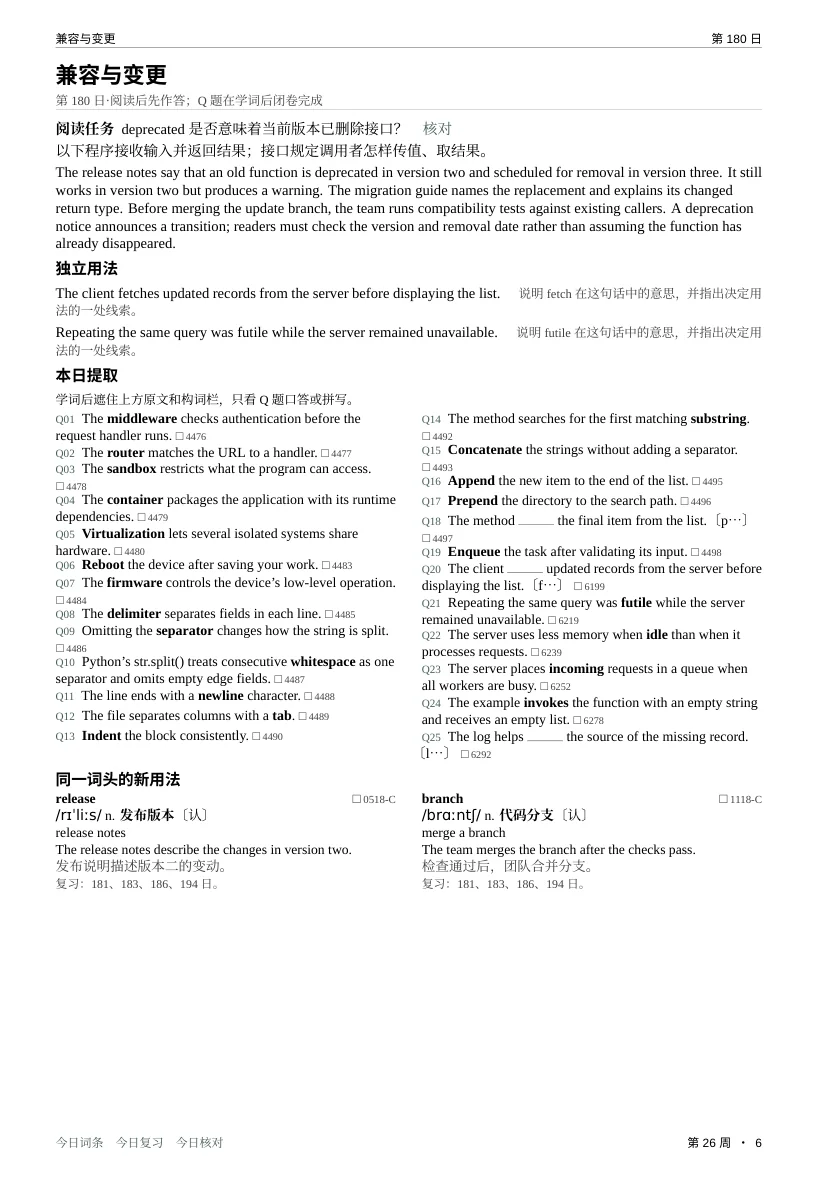 兼容与变更 第 180 日
兼容与变更
第 180 日·阅读后先作答；Q 题在学词后闭卷完成
阅读任务 deprecated 是否意味着当前版本已删除接口？ 核对
以下程序接收输入并返回结果；接口规定调用者怎样传值、取结果。
The release notes say that an old function is deprecated in version two and scheduled for removal in version three. It still
works in version two but produces a warning. The migration guide names the replacement and explains its changed
return type. Before merging the update branch, the team runs compatibility tests against existing callers. A deprecation
notice announces a transition; readers must check the version and removal date rather than assuming the function has
already disappeared.
独立用法
The client fetches updated records from the server before displaying the list. 说明 fetch 在这句话中的意思，并指出决定用
法的一处线索。
Repeating the same query was futile while the server remained unavailable. 说明 futile 在这句话中的意思，并指出决定用
法的一处线索。
本日提取
学词后遮住上方原文和构词栏，只看 Q 题口答或拼写。
Q01 The middleware checks authentication before the
request handler runs. □ 4476
Q02 The router matches the URL to a handler. □ 4477
Q03 The sandbox restricts what the program can access.
□ 4478
Q04 The container packages the application with its runtime
dependencies. □ 4479
Q05 Virtualization lets several isolated systems share
hardware. □ 4480
Q06 Reboot the device after saving your work. □ 4483
Q07 The firmware controls the device’s low-level operation.
□ 4484
Q08 The delimiter separates fields in each line. □ 4485
Q09 Omitting the separator changes how the string is split.
□ 4486
Q10 Python’s str.split() treats consecutive whitespace as one
separator and omits empty edge fields. □ 4487
Q11 The line ends with a newline character. □ 4488
Q12 The file separates columns with a tab. □ 4489
Q13 Indent the block consistently. □ 4490
Q14 The method searches for the first matching substring.
□ 4492
Q15 Concatenate the strings without adding a separator.
□ 4493
Q16 Append the new item to the end of the list. □ 4495
Q17 Prepend the directory to the search path. □ 4496
Q18 The method _____ the final item from the list.〔p···〕
□ 4497
Q19 Enqueue the task after validating its input. □ 4498
Q20 The client _____ updated records from the server before
displaying the list.〔f···〕 □ 6199
Q21 Repeating the same query was futile while the server
remained unavailable. □ 6219
Q22 The server uses less memory when idle than when it
processes requests. □ 6239
Q23 The server places incoming requests in a queue when
all workers are busy. □ 6252
Q24 The example invokes the function with an empty string
and receives an empty list. □ 6278
Q25 The log helps _____ the source of the missing record.
〔l···〕 □ 6292
同一词头的新用法
release □ 0518-C
/rɪˈliːs/ n. 发布版本〔认〕
release notes
The release notes describe the changes in version two.
发布说明描述版本二的变动。
复习：181、183、186、194 日。
branch □ 1118-C
/brɑːntʃ/ n. 代码分支〔认〕
merge a branch
The team merges the branch after the checks pass.
检查通过后，团队合并分支。
复习：181、183、186、194 日。
今日词条 今日复习 今日核对 第 26 周 · 6